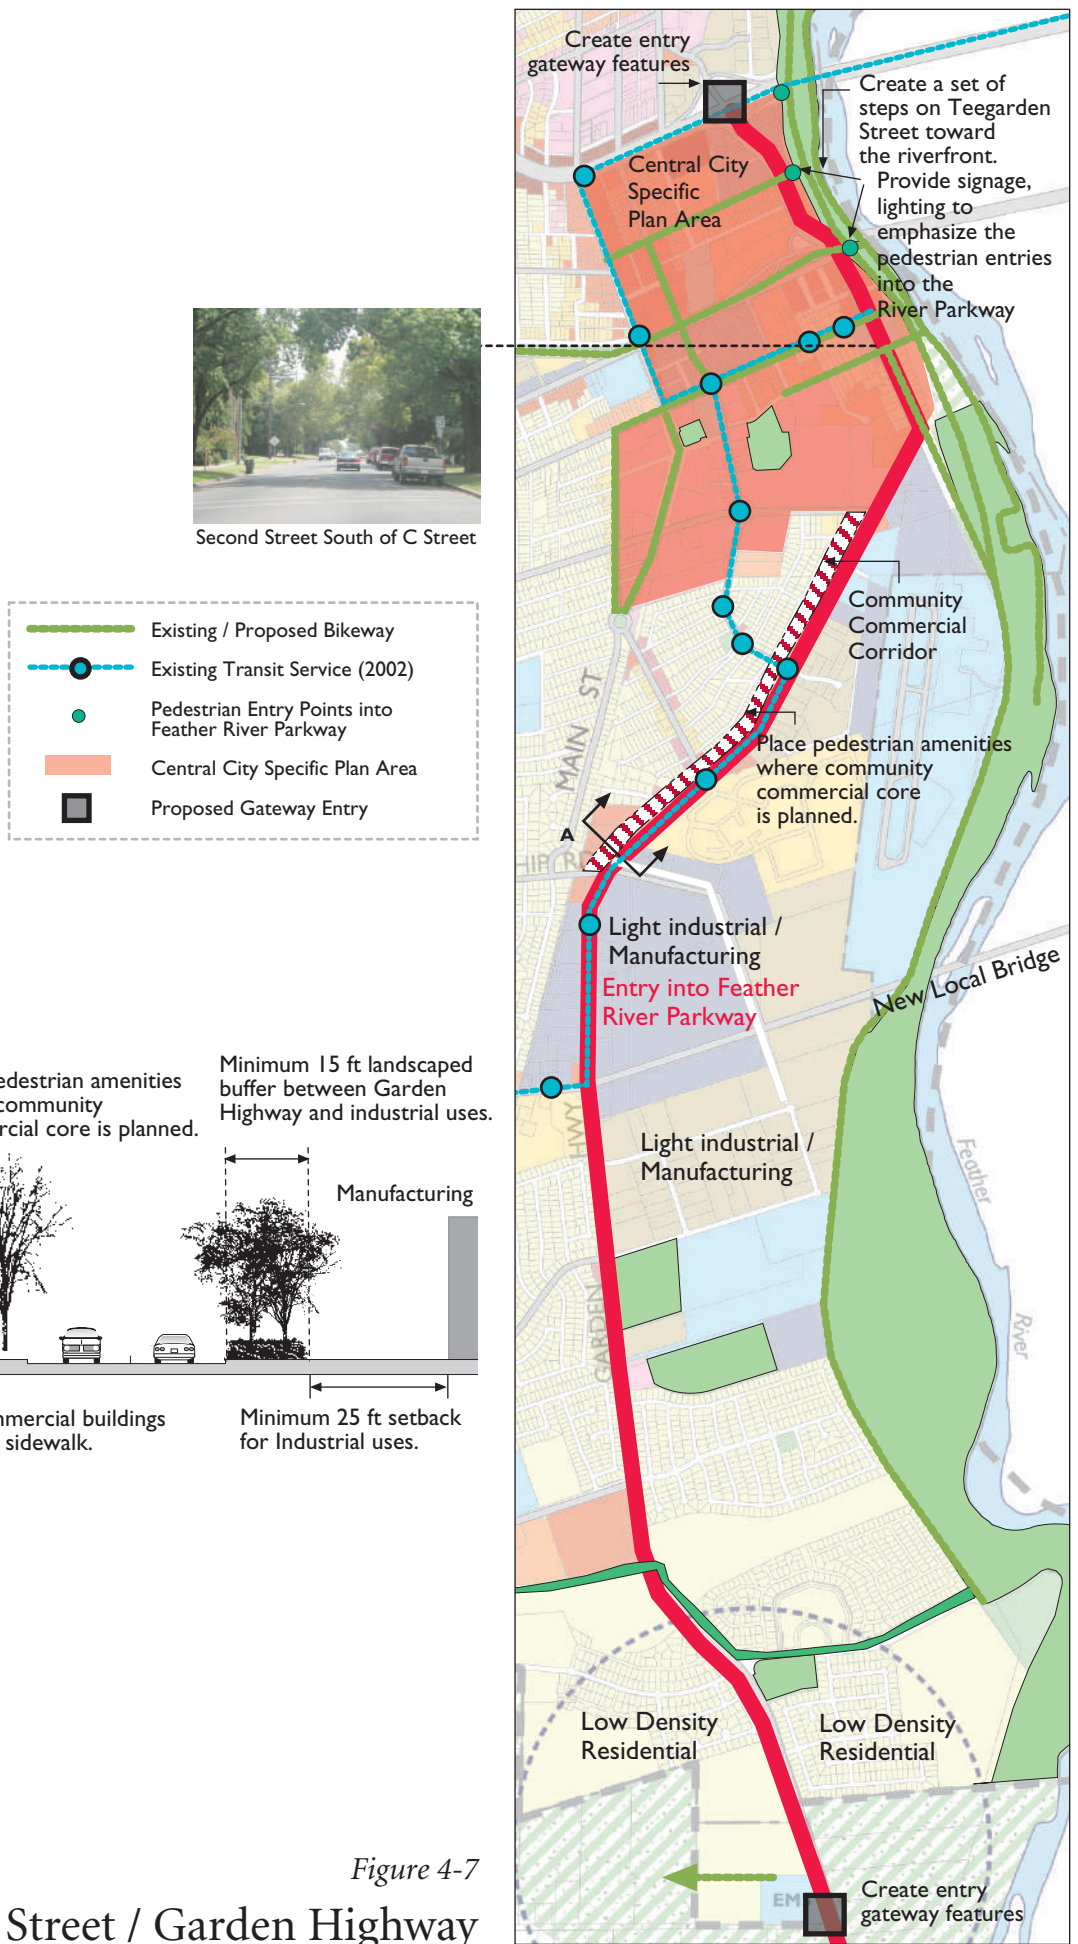 Create entry
gateway features
Create a set of
steps on Teegarden
Street toward
the riverfront.
Provide signage,
lighting to
emphasize the
pedestrian entries
into the
River Parkway
Central City
Specific
Plan Area
Second Street South of C Street
Existing / Proposed Bikeway
Existing Transit Service (2002)
Pedestrian Entry Points into
Feather River Parkway
Central City Specific Plan Area
Proposed Gateway Entry
Community
Commercial
Corridor
MAIN ST
Place pedestrian amenities
where community
commercial core
is planned.
A
HIP RD
Light industrial /
Manufacturing
Entry into Feather
River Parkway
New Local Bridge
edestrian amenities
community
rcial core is planned.
Minimum 15 ft landscaped
buffer between Garden
Highway and industrial uses.
Manufacturing
mmercial buildings
sidewalk.
Minimum 25 ft setback
for Industrial uses.
HWY
Light industrial /
Manufacturing
Feather
River
GARDEN
Low Density
Residential
Low Density
Residential
EM
Create entry
gateway features
Figure 4-7
Street / Garden Highway